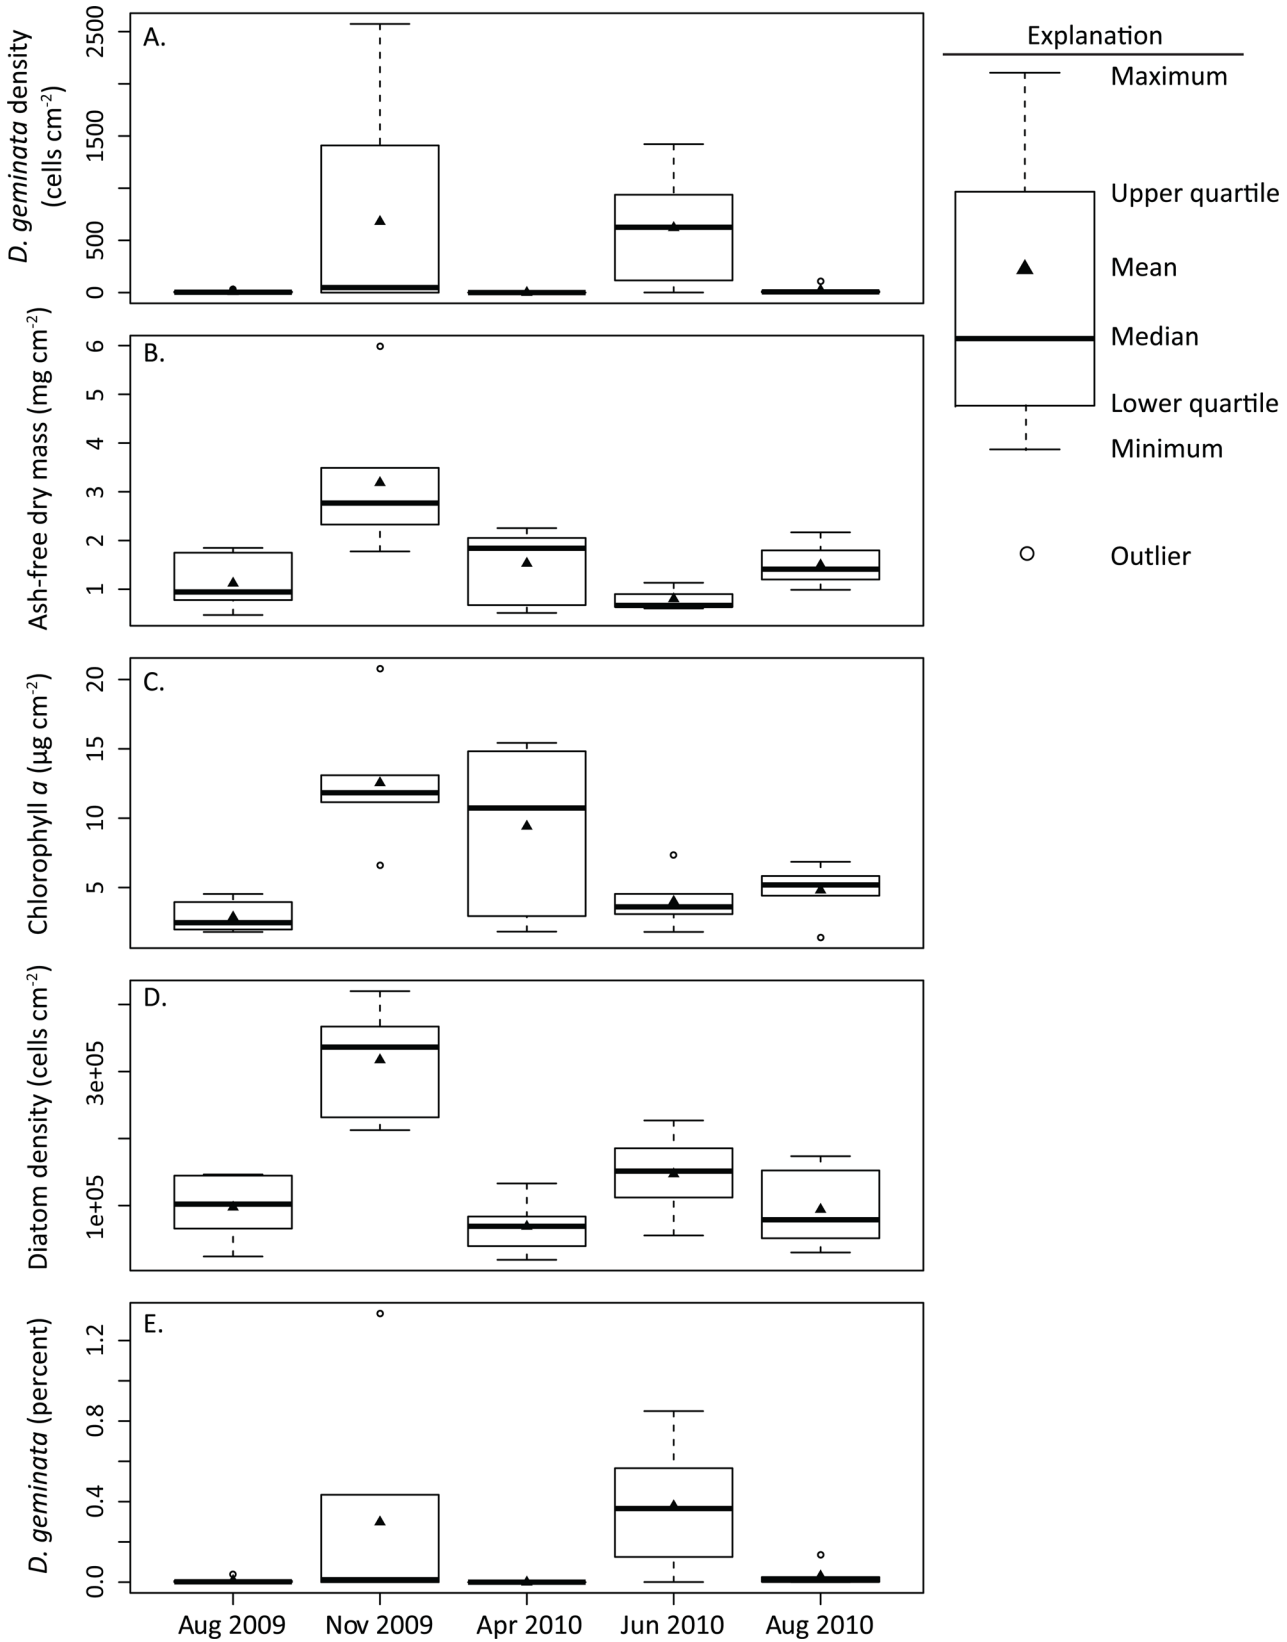 A.
D. geminata density
(cells cm⁻²)
2500
1500
500
0
Explanation
Maximum
Upper quartile
Mean
Median
Lower quartile
Minimum
Outlier
B.
Ash-free dry mass (mg cm⁻²)
6
5
4
3
2
1
C.
Chlorophyll a (µg cm⁻²)
20
15
10
5
D.
Diatom density (cells cm⁻²)
3e+05
1e+05
E.
D. geminata (percent)
1.2
0.8
0.4
0.0
Aug 2009 Nov 2009 Apr 2010 Jun 2010 Aug 2010